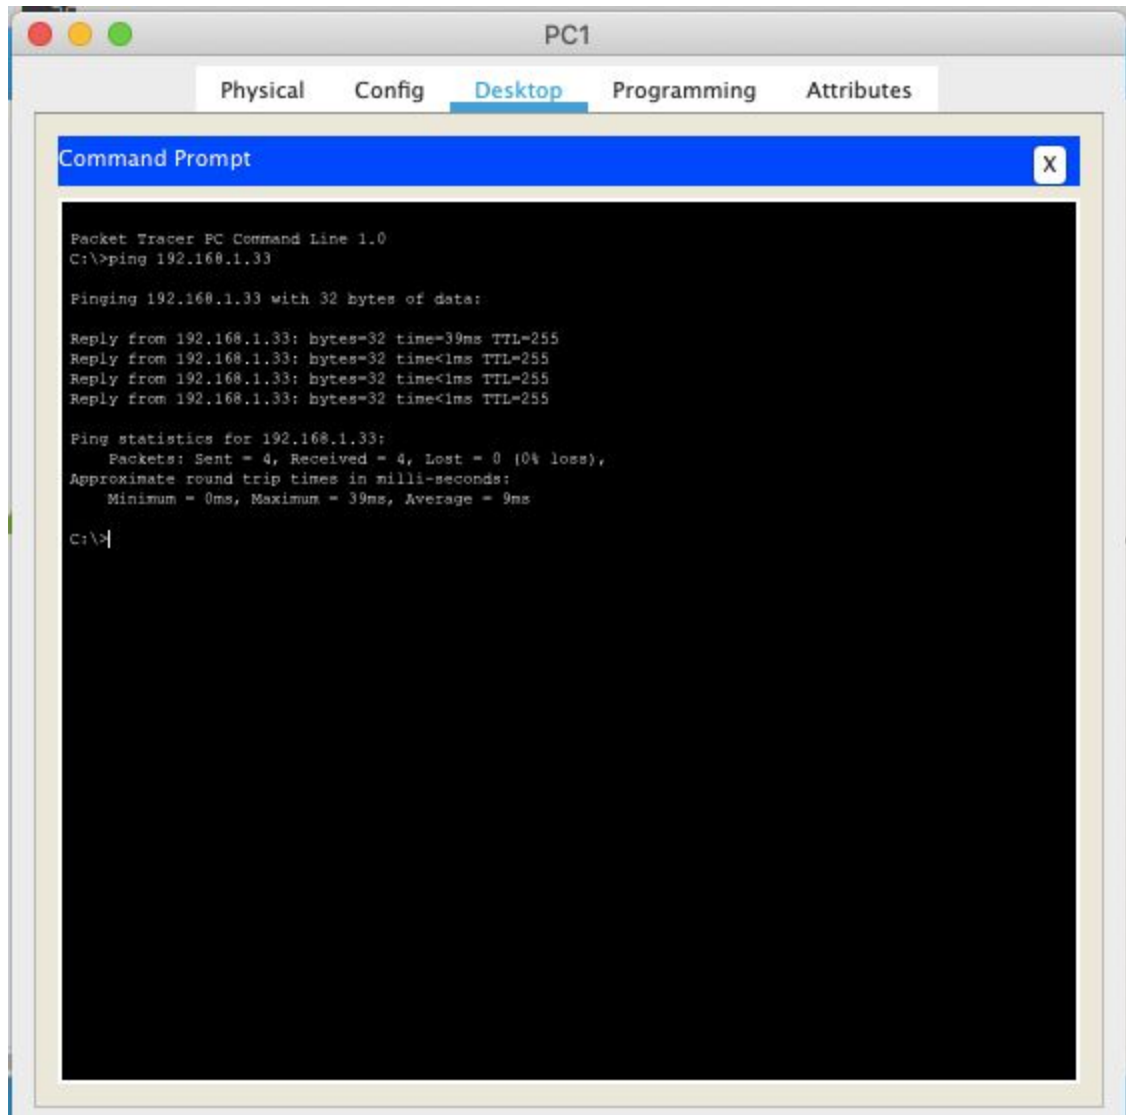 PC1
Physical Config Desktop Programming Attributes
Command Prompt
X
Packet Tracer PC Command Line 1.0
C:\>ping 192.168.1.33
Pinging 192.168.1.33 with 32 bytes of data:
Reply from 192.168.1.33: bytes=32 time=39ms TTL=255
Reply from 192.168.1.33: bytes=32 time<1ms TTL=255
Reply from 192.168.1.33: bytes=32 time<1ms TTL=255
Reply from 192.168.1.33: bytes=32 time<1ms TTL=255
Ping statistics for 192.168.1.33:
Packets: Sent = 4, Received = 4, Lost = 0 (0% loss),
Approximate round trip times in milli-seconds:
Minimum = 0ms, Maximum = 39ms, Average = 9ms
C:\>